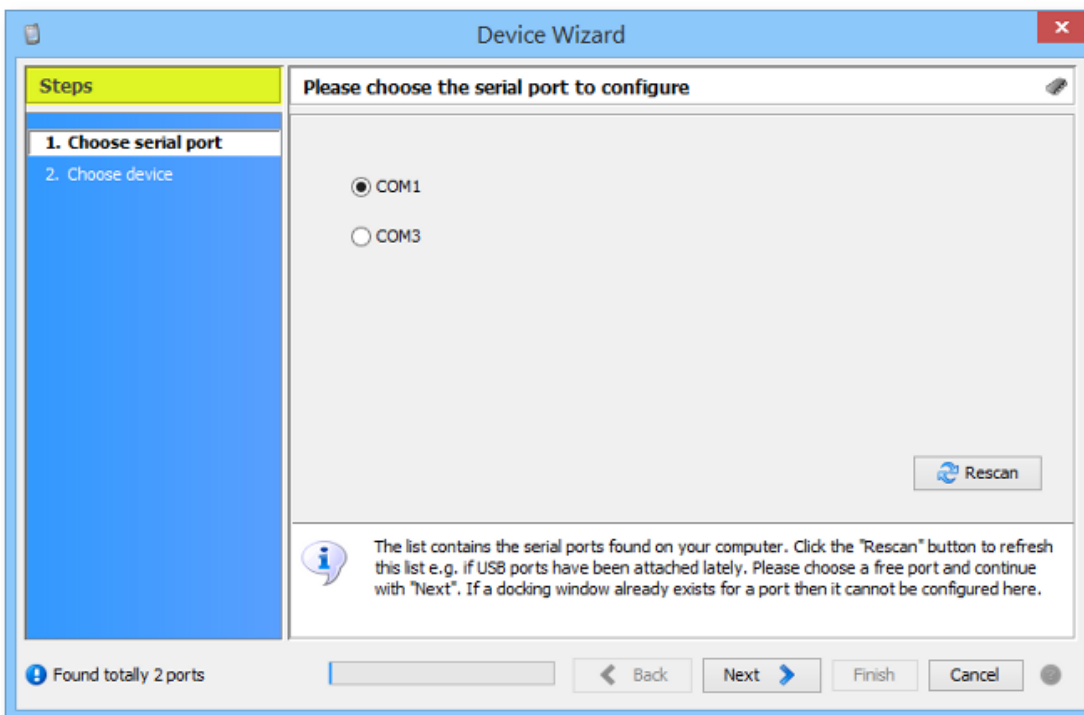 Device Wizard
Steps
Please choose the serial port to configure
1. Choose serial port
2. Choose device
COM1
COM3
Rescan
The list contains the serial ports found on your computer. Click the "Rescan" button to refresh
this list e.g. if USB ports have been attached lately. Please choose a free port and continue
with "Next". If a docking window already exists for a port then it cannot be configured here.
Found totally 2 ports
Back
Next
Finish
Cancel